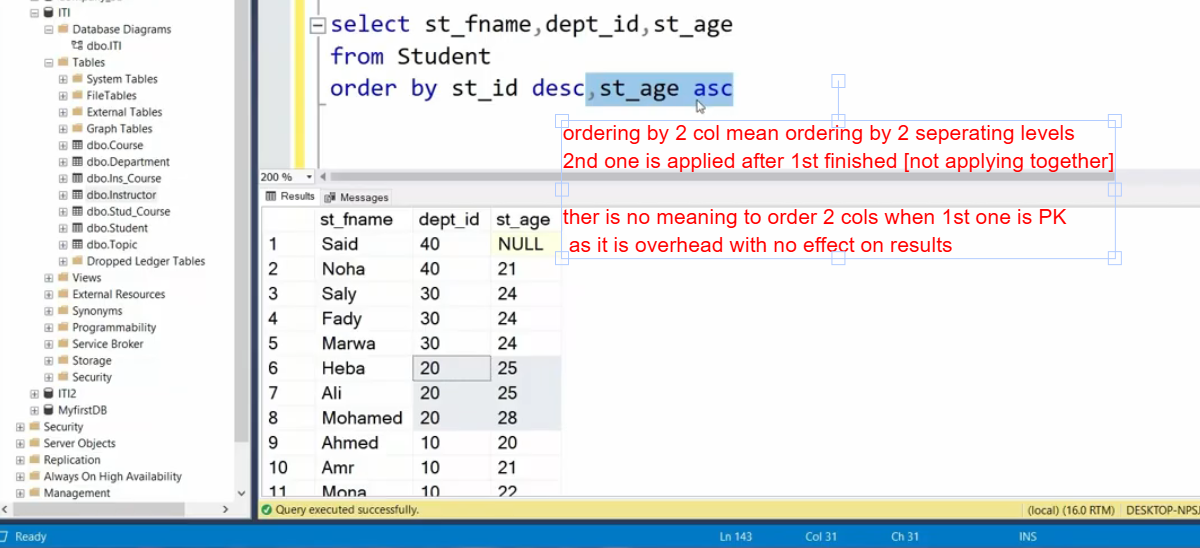 ITI
select st_fname,dept_id,st_age
Database Diagrams
from Student
dbo.ITI
Tables
order by st_id desc,st_age asc
System Tables
FileTables
External Tables
Graph Tables
dbo.Course
dbo.Department
dbo.Ins_Course
dbo.Instructor
dbo.Stud_Course
dbo.Student
dbo.Topic
Dropped Ledger Tables
Views
External Resources
Synonyms
Programmability
Service Broker
Storage
Security
ITI2
MyfirstDB
Security
Server Objects
Replication
Always On High Availability
Management
ordering by 2 col mean ordering by 2 seperating levels
2nd one is applied after 1st finished [not applying together]
ther is no meaning to order 2 cols when 1st one is PK
as it is overhead with no effect on results
200 %
Results Messages
st_fname dept_id st_age
1 Said 40 NULL
2 Noha 40 21
3 Saly 30 24
4 Fady 30 24
5 Marwa 30 24
6 Heba 20 25
7 Ali 20 25
8 Mohamed 20 28
9 Ahmed 10 20
10 Amr 10 21
11 Mona 10 22
Query executed successfully.
(local) (16.0 RTM) DESKTOP-NPSJ
Ready Ln 143 Col 31 Ch 31 INS